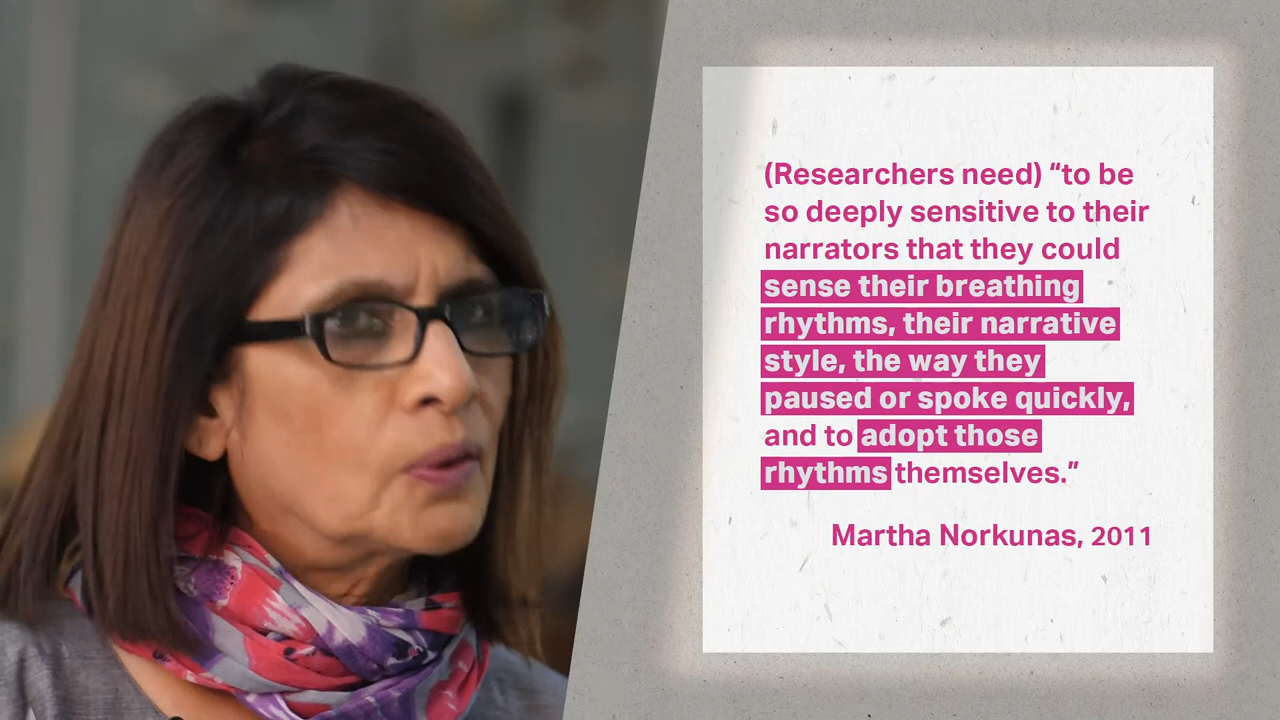 (Researchers need) “to be
so deeply sensitive to their
narrators that they could
sense their breathing
rhythms, their narrative
style, the way they
paused or spoke quickly,
and to adopt those
rhythms themselves.”
Martha Norkunas, 2011